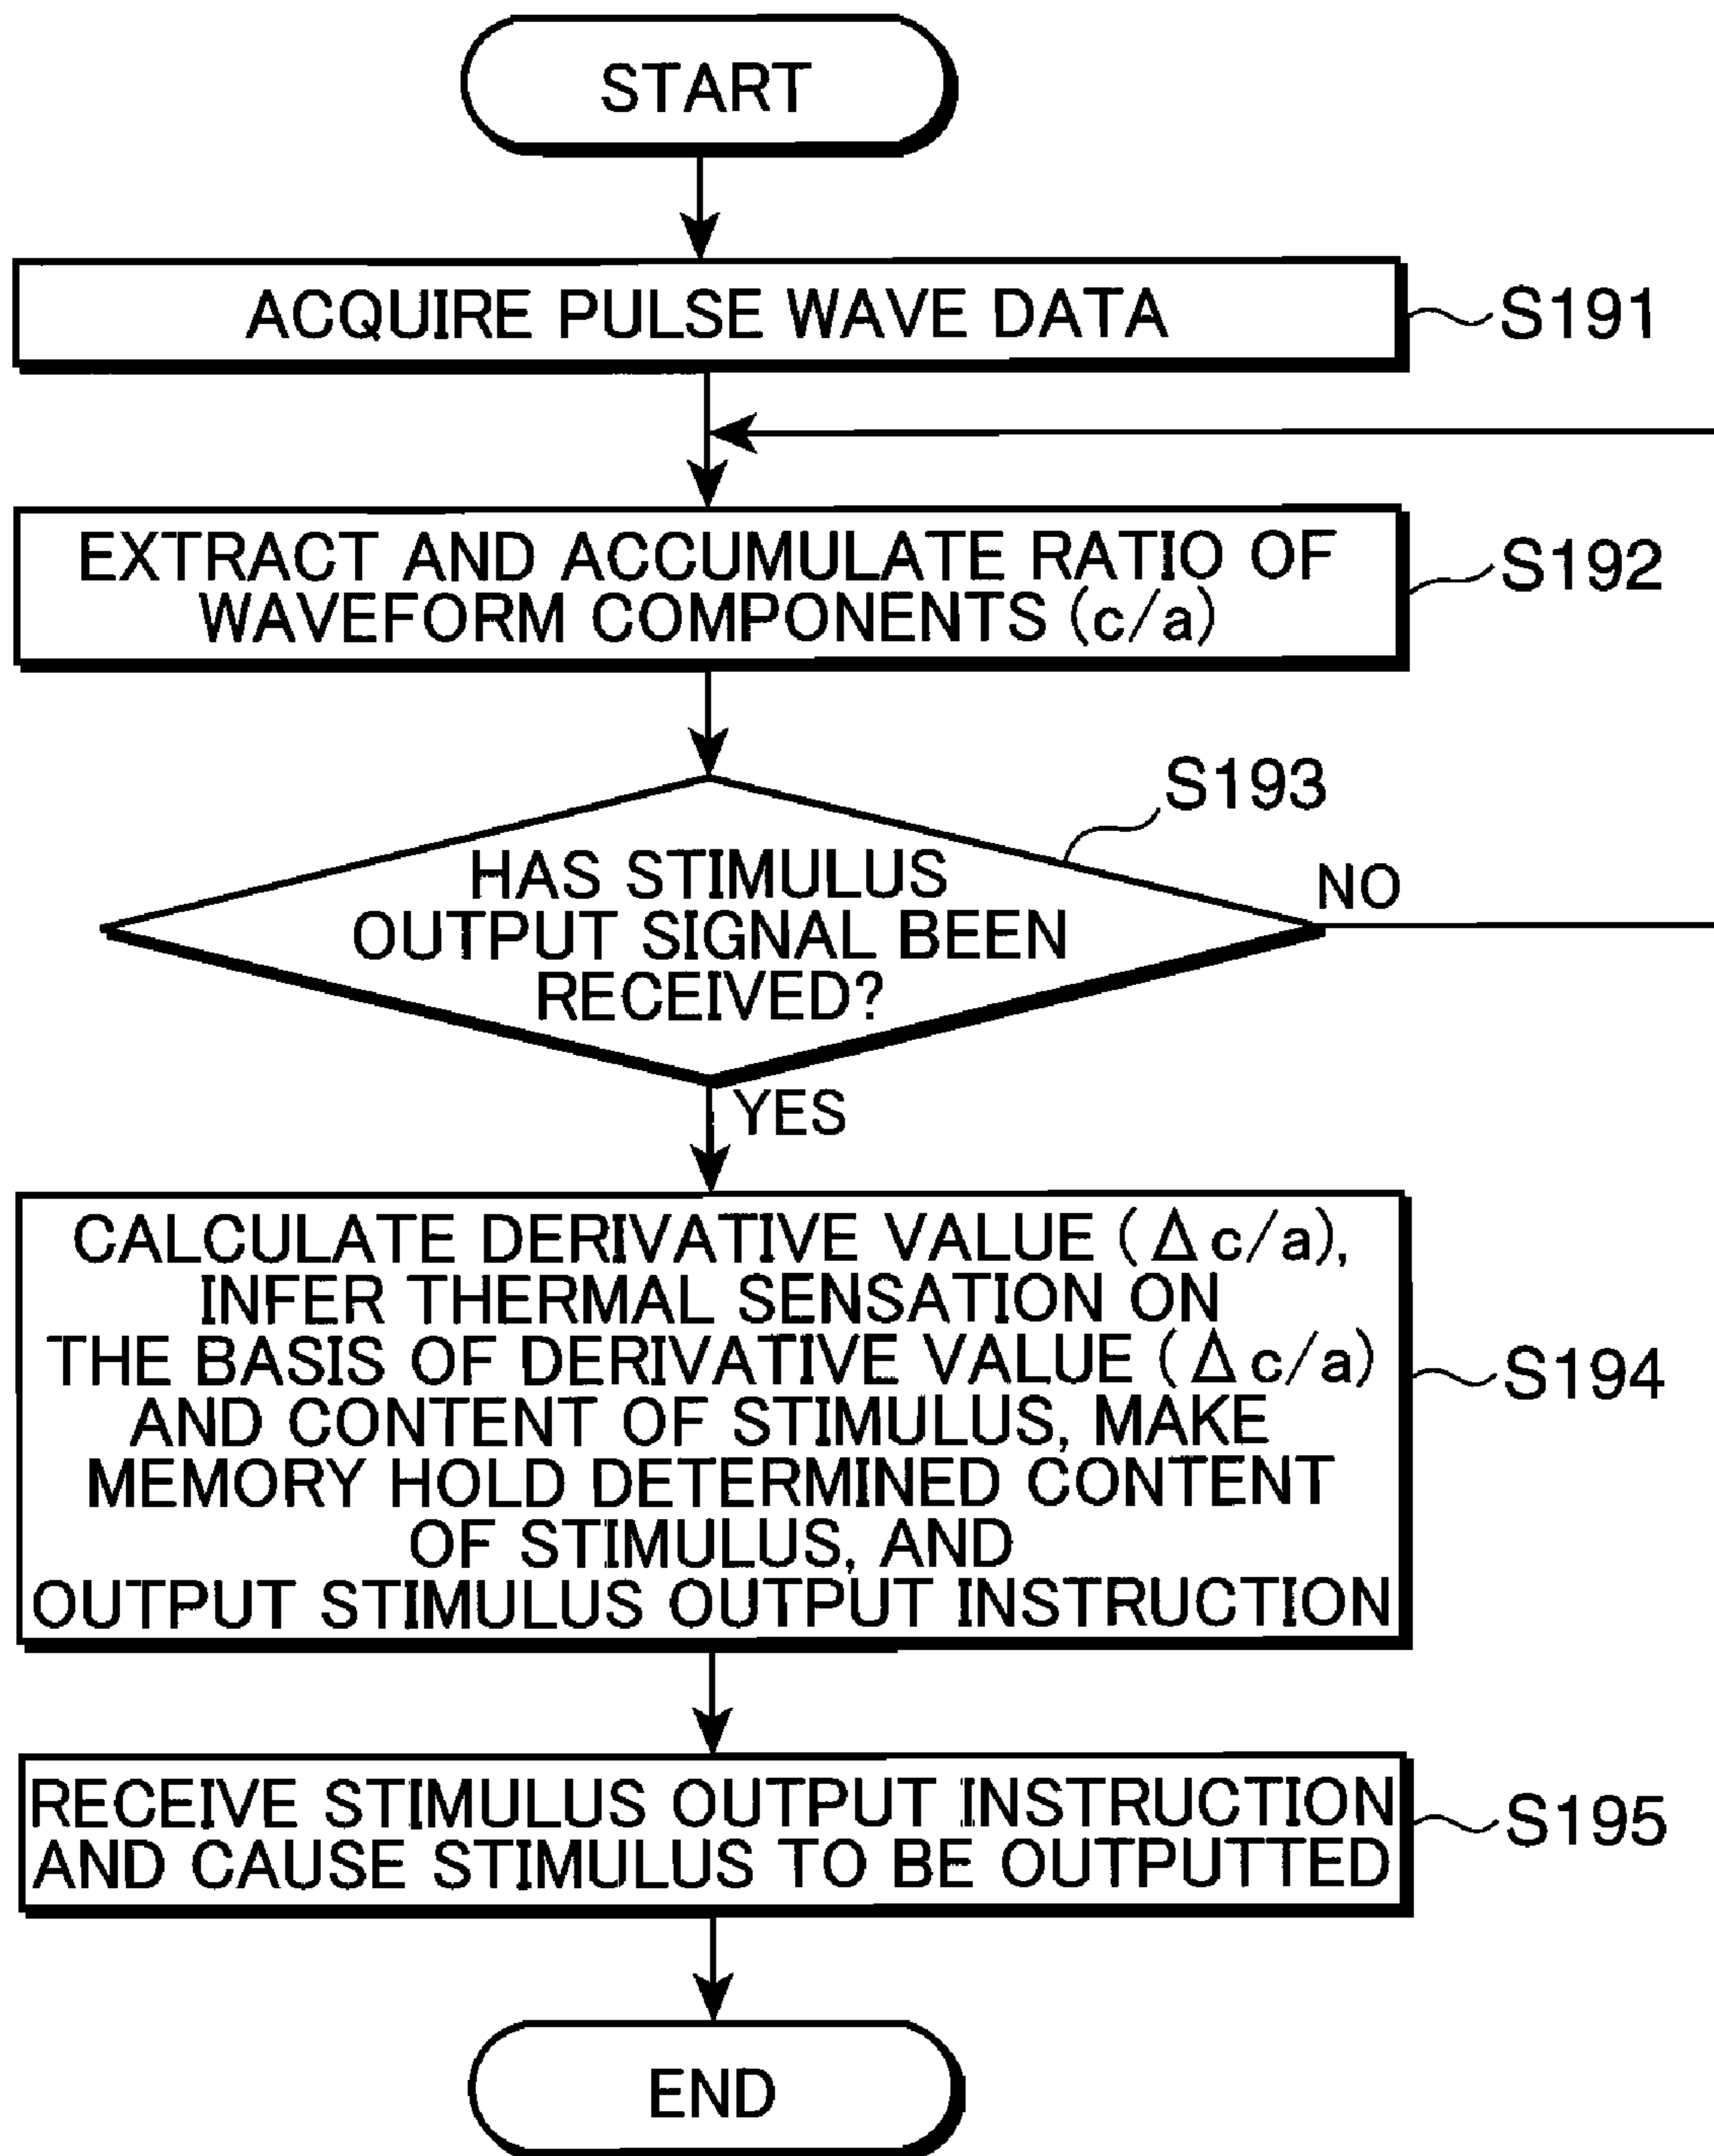 START
ACQUIRE PULSE WAVE DATA
S191
EXTRACT AND ACCUMULATE RATIO OF
WAVEFORM COMPONENTS (c/a)
S192
S193
HAS STIMULUS
OUTPUT SIGNAL BEEN
RECEIVED?
NO
YES
CALCULATE DERIVATIVE VALUE (Δc/a),
INFER THERMAL SENSATION ON
THE BASIS OF DERIVATIVE VALUE (Δc/a)
AND CONTENT OF STIMULUS, MAKE
MEMORY HOLD DETERMINED CONTENT
OF STIMULUS, AND
OUTPUT STIMULUS OUTPUT INSTRUCTION
S194
RECEIVE STIMULUS OUTPUT INSTRUCTION
AND CAUSE STIMULUS TO BE OUTPUTTED
S195
END